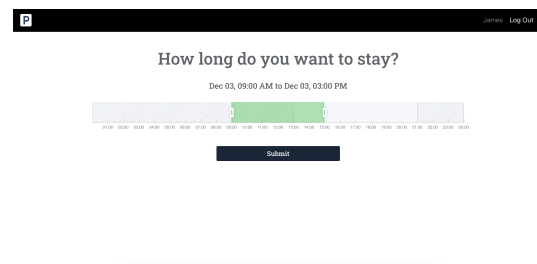 P
James Log Out
How long do you want to stay?
Dec 03, 09:00 AM to Dec 03, 03:00 PM
01:00 02:00 03:00 04:00 05:00 06:00 07:00 08:00 09:00 10:00 11:00 12:00 13:00 14:00 15:00 16:00 17:00 18:00 19:00 20:00 21:00 22:00 23:00 00:00
Submit